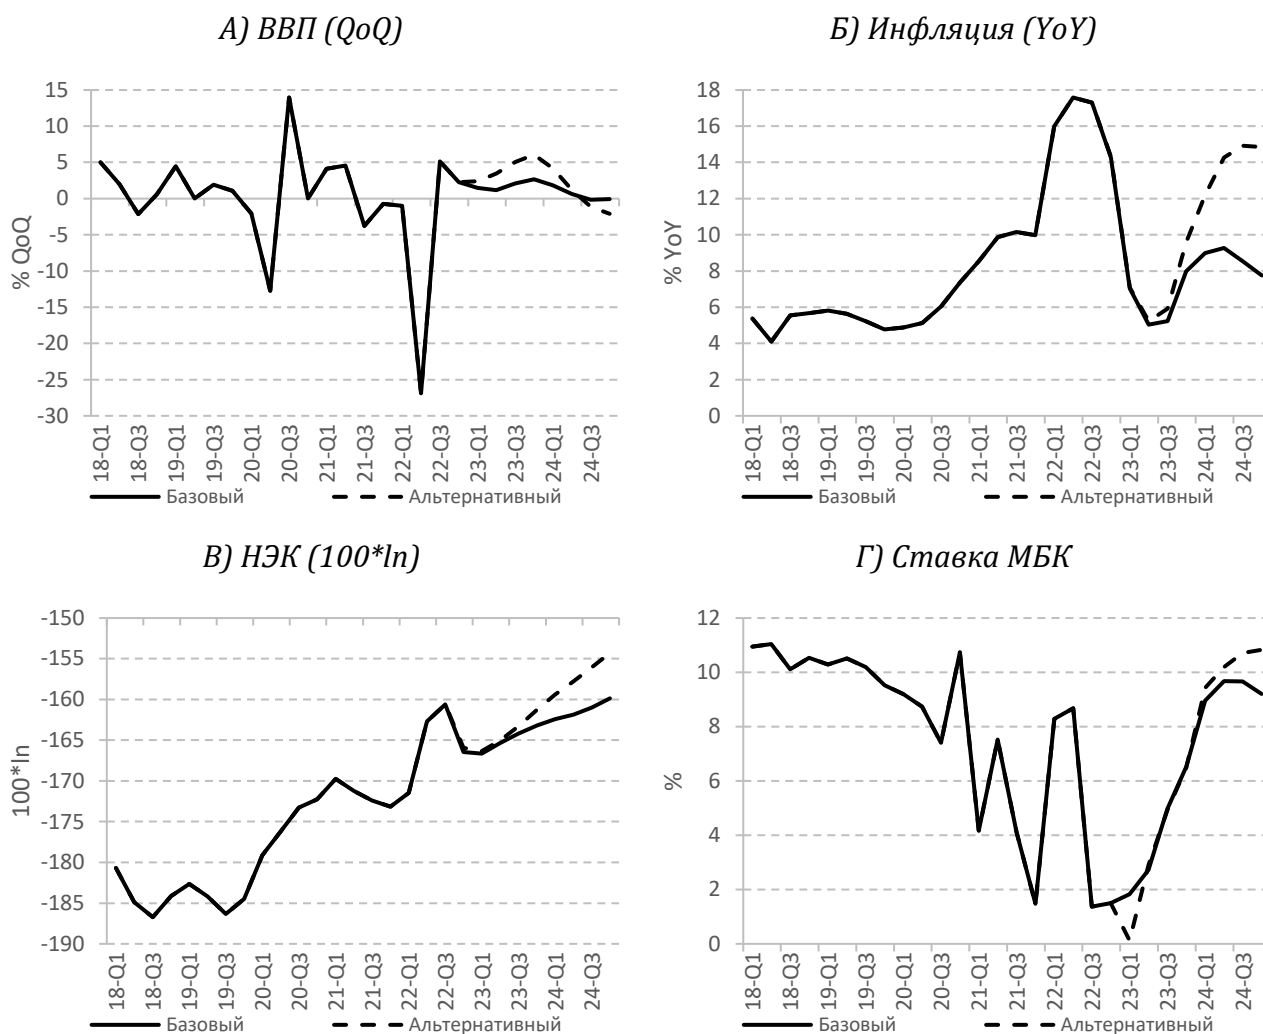 А) ВВП (QoQ)
15
10
5
0
-5
-10
-15
-20
-25
-30
% QoQ
18-Q1
18-Q3
19-Q1
19-Q3
20-Q1
20-Q3
21-Q1
21-Q3
22-Q1
22-Q3
23-Q1
23-Q3
24-Q1
24-Q3
Базовый
Альтернативный
Б) Инфляция (YoY)
18
16
14
12
10
8
6
4
2
0
% YoY
18-Q1
18-Q3
19-Q1
19-Q3
20-Q1
20-Q3
21-Q1
21-Q3
22-Q1
22-Q3
23-Q1
23-Q3
24-Q1
24-Q3
Базовый
Альтернативный
В) НЭК (100*ln)
-150
-155
-160
-165
-170
-175
-180
-185
-190
100*ln
18-Q1
18-Q3
19-Q1
19-Q3
20-Q1
20-Q3
21-Q1
21-Q3
22-Q1
22-Q3
23-Q1
23-Q3
24-Q1
24-Q3
Базовый
Альтернативный
Г) Ставка МБК
12
10
8
6
4
2
0
%
18-Q1
18-Q3
19-Q1
19-Q3
20-Q1
20-Q3
21-Q1
21-Q3
22-Q1
22-Q3
23-Q1
23-Q3
24-Q1
24-Q3
Базовый
Альтернативный